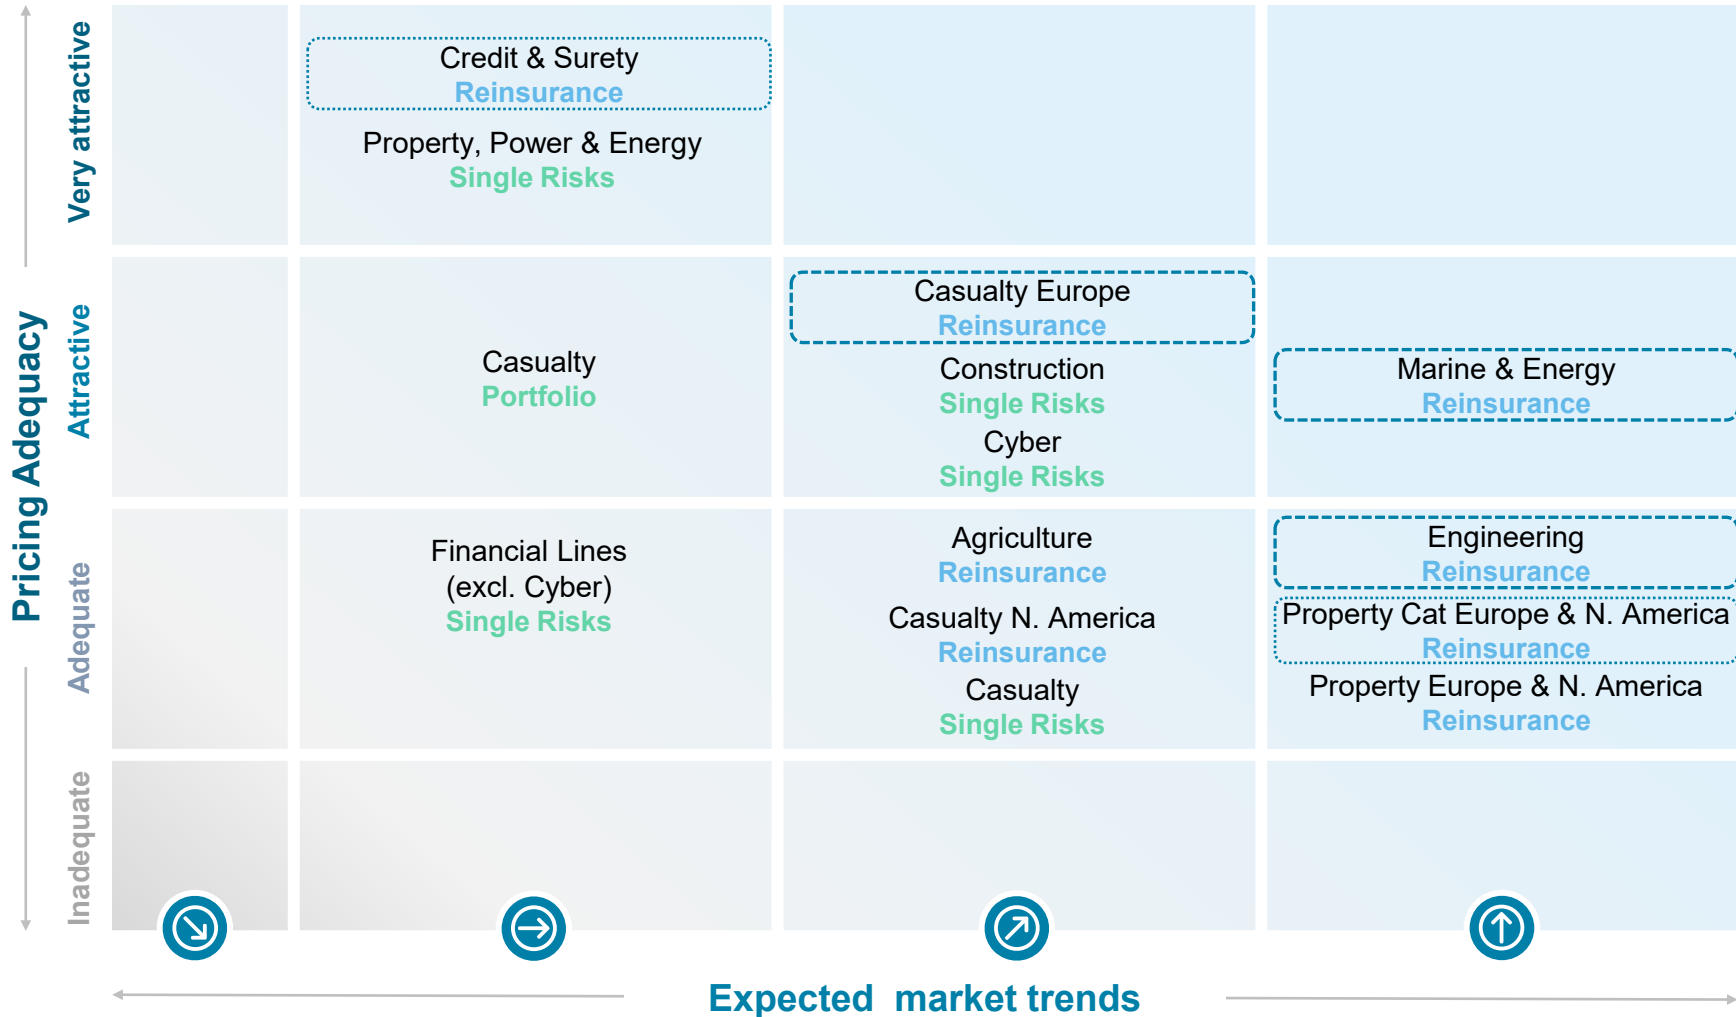 Pricing Adequacy
Very attractive
Credit & Surety
Reinsurance
Property, Power & Energy
Single Risks
Attractive
Casualty
Portfolio
Casualty Europe
Reinsurance
Construction
Single Risks
Cyber
Single Risks
Marine & Energy
Reinsurance
Adequate
Financial Lines
(excl. Cyber)
Single Risks
Agriculture
Reinsurance
Casualty N. America
Reinsurance
Casualty
Single Risks
Engineering
Reinsurance
Property Cat Europe & N. America
Reinsurance
Property Europe & N. America
Reinsurance
Inadequate
Expected market trends